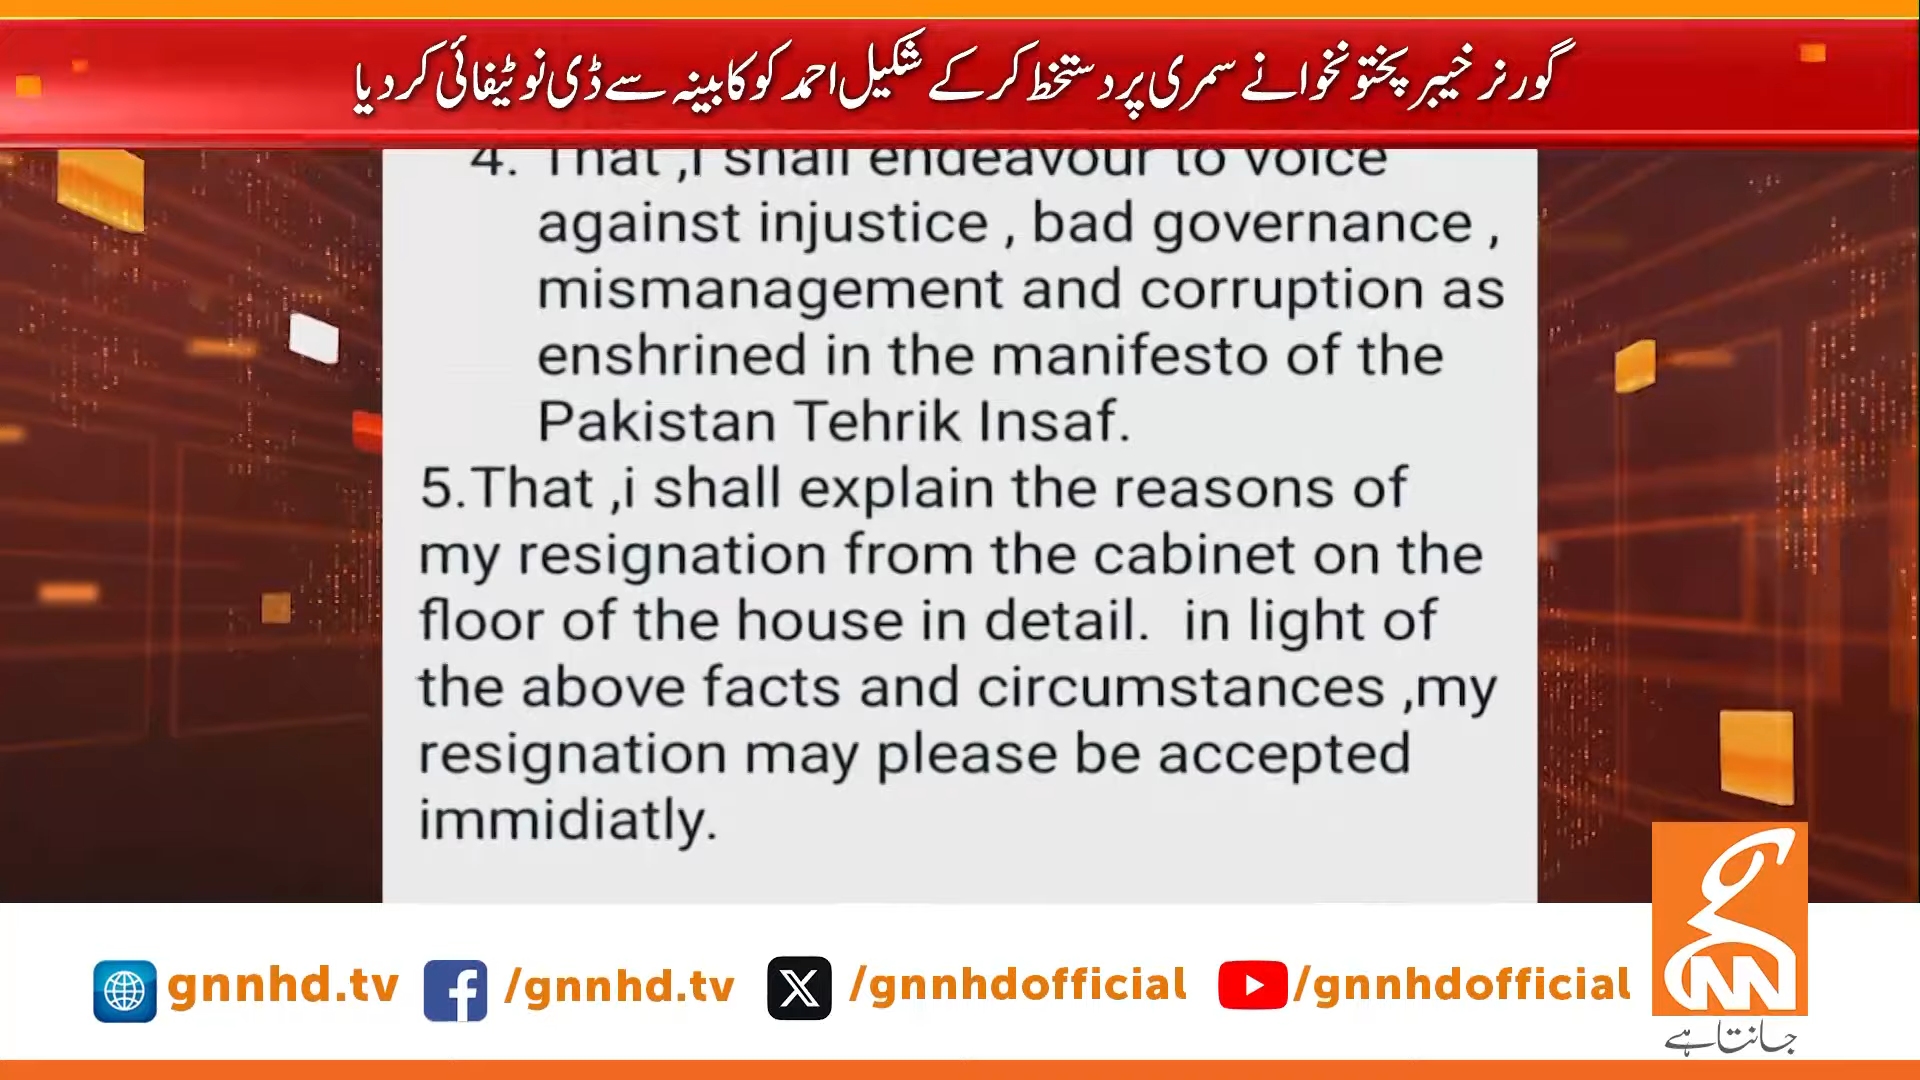 گورنر خیبر پختونخوا نے سمری پر دستخط کر کے شکیل احمد کو کابینہ سے ڈی نوٹیفائی کر دیا
4. That ,i shall endeavour to voice
against injustice , bad governance ,
mismanagement and corruption as
enshrined in the manifesto of the
Pakistan Tehrik Insaf.
5.That ,i shall explain the reasons of
my resignation from the cabinet on the
floor of the house in detail.  in light of
the above facts and circumstances ,my
resignation may please be accepted
immidiatly.
gnnhd.tv /gnnhd.tv /gnnhdofficial /gnnhdofficial
GNN
جانتا ہے